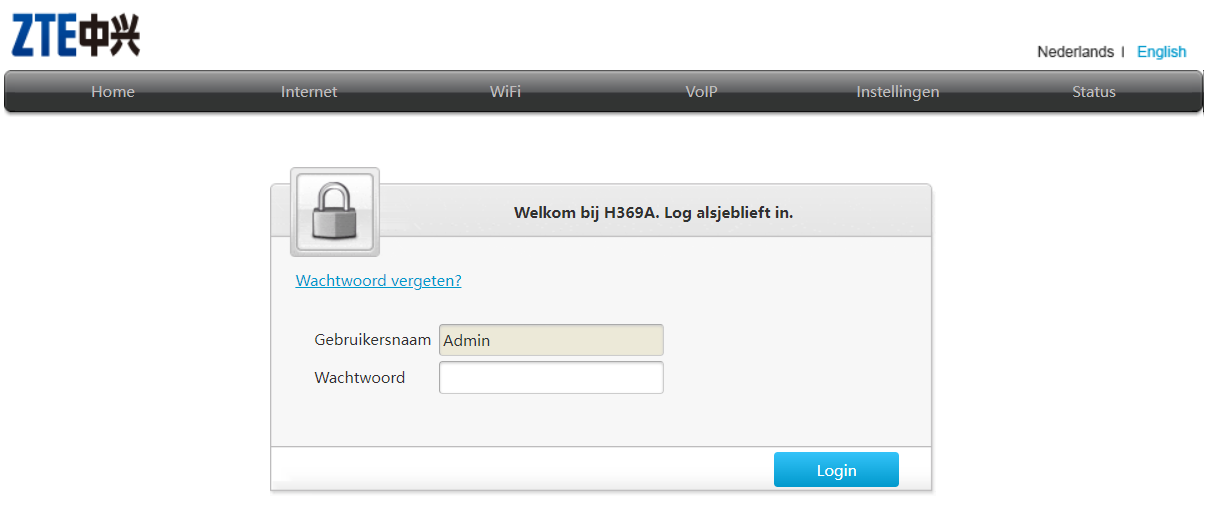 ZTE中兴
Nederlands | English
Home Internet WiFi VoIP Instellingen Status
Welkom bij H369A. Log alsjeblieft in.
Wachtwoord vergeten?
Gebruikersnaam Admin
Wachtwoord
Login